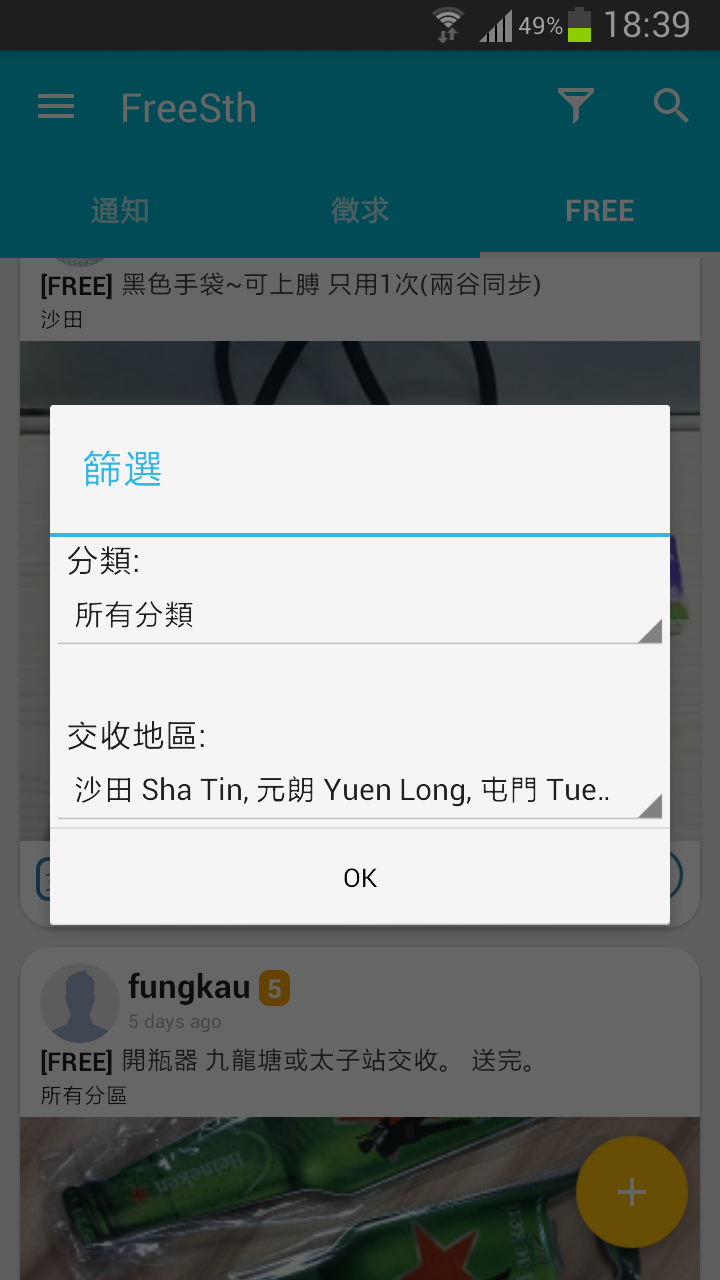 49% 18:39
FreeSth
通知 徵求 FREE
[FREE] 黑色手袋~可上膊 只用1次(兩谷同步)
沙田
篩選
分類:
所有分類
交收地區:
沙田 Sha Tin, 元朗 Yuen Long, 屯門 Tue..
OK
fungkau 5
5 days ago
[FREE] 開瓶器 九龍塘或太子站交收。 送完。
所有分區
Heineken